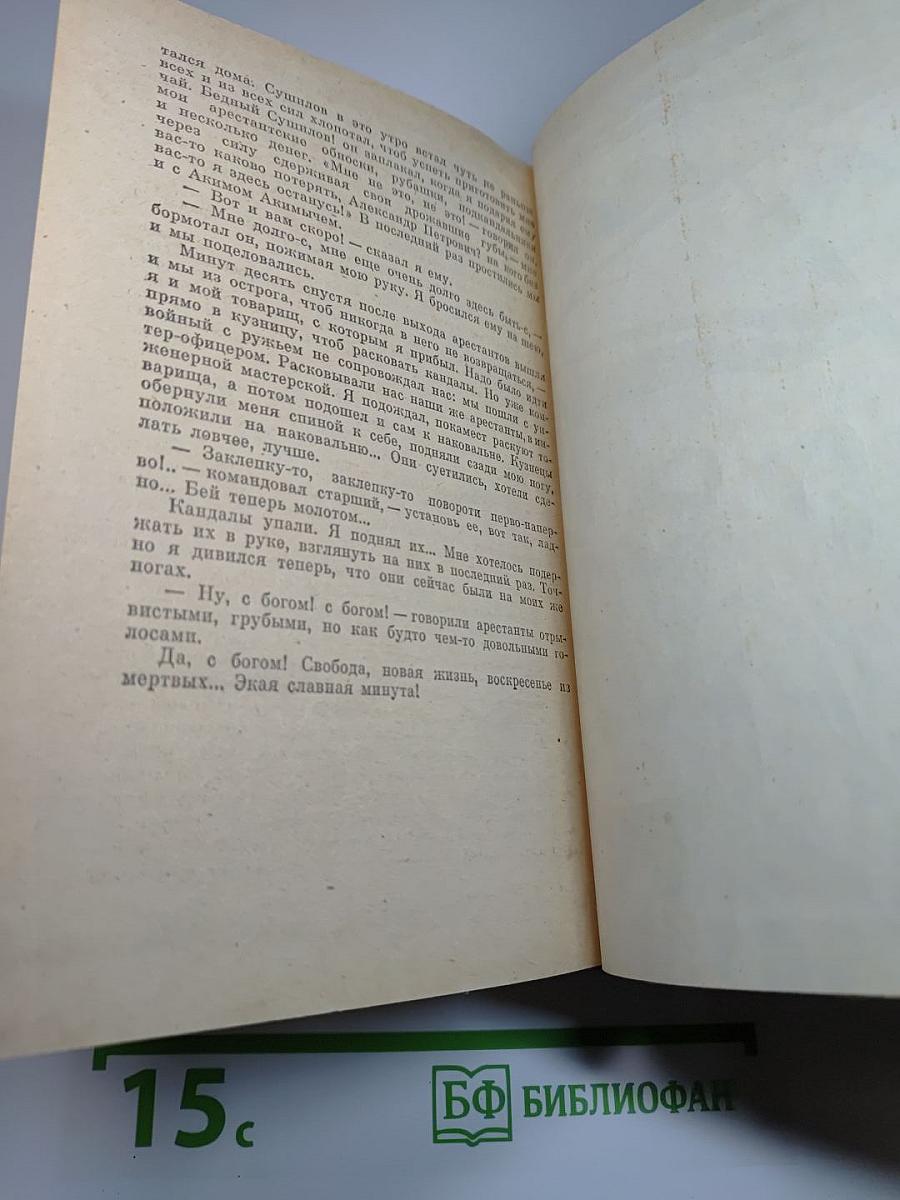 тался дома. Сушилов в это утро встал чуть не раньше
всех и из всех сил хлопотал, чтоб успеть приготовить мне
чай. Бедный Сушилов! он заплакал, когда я подарил ему
мои арестантские обноски, рубашки, подкандальники
и несколько денег. «Мне не это, не это! — говорил он,
через силу сдерживая свои дрожавшие губы, — мне
вас-то каково потерять, Александр Петрович? на кого без
вас-то я здесь останусь!» В последний раз простились мы
и с Акимом Акимычем.
— Вот и вам скоро! — сказал я ему.
— Мне долго-с, мне еще очень долго здесь быть-с, —
бормотал он, пожимая мою руку. Я бросился ему на шею,
и мы поцеловались.
Минут десять спустя после выхода арестантов вышли
и мы из острога, чтоб никогда в него не возвращаться, —
я и мой товарищ, с которым я прибыл. Надо было идти
прямо в кузницу, чтоб расковать кандалы. Но уже кон-
войный с ружьем не сопровождал нас: мы пошли с ун-
тер-офицером. Расковывали нас наши же арестанты, в ин-
женерной мастерской. Я подождал, покамест раскуют то-
варища, а потом подошел и сам к наковальне. Кузнецы
обернули меня спиной к себе, подняли сзади мою ногу,
положили на наковальню... Они суетились, хотели сде-
лать ловчее, лучше.
— Заклепку-то, заклепку-то повороти перво-напер-
во!.. — командовал старший, — установь ее, вот так, лад-
но... Бей теперь молотом...
Кандалы упали. Я поднял их... Мне хотелось подер-
жать их в руке, взглянуть на них в последний раз. Точ-
но я дивился теперь, что они сейчас были на моих же
ногах.
— Ну, с богом! с богом! — говорили арестанты отры-
вистыми, грубыми, но как будто чем-то довольными го-
лосами.
Да, с богом! Свобода, новая жизнь, воскресенье из
мертвых... Экая славная минута!
15 с
БФ БИБЛИОФАН